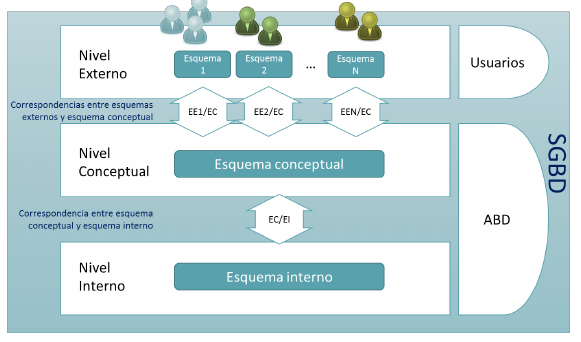 Nivel
Externo
Esquema
1
Esquema
2
...
Esquema
N
Usuarios
Correspondencias entre esquemas
externos y esquema conceptual
EE1/EC
EE2/EC
EEN/EC
Nivel
Conceptual
Esquema conceptual
SGBD
ABD
Correspondencia entre esquema
conceptual y esquema interno
EC/EI
Nivel
Interno
Esquema interno